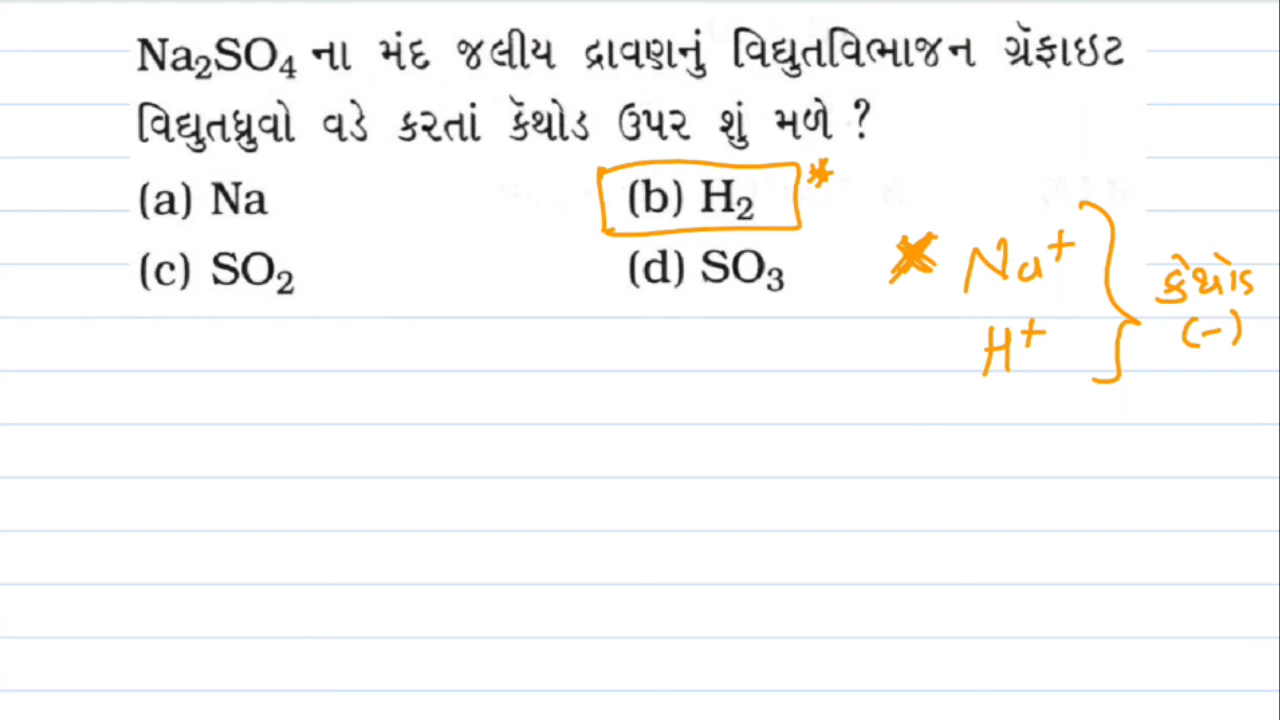 Na₂SO₄ ના મંદ જલીય દ્રાવણનું વિદ્યુતવિભાજન ગ્રૅફાઇટ
વિદ્યુતધ્રુવો વડે કરતાં કૅથોડ ઉપર શું મળે ?
(a) Na (b) H₂ *
(c) SO₂ (d) SO₃
* Na⁺
H⁺
કેથોડ
(-)